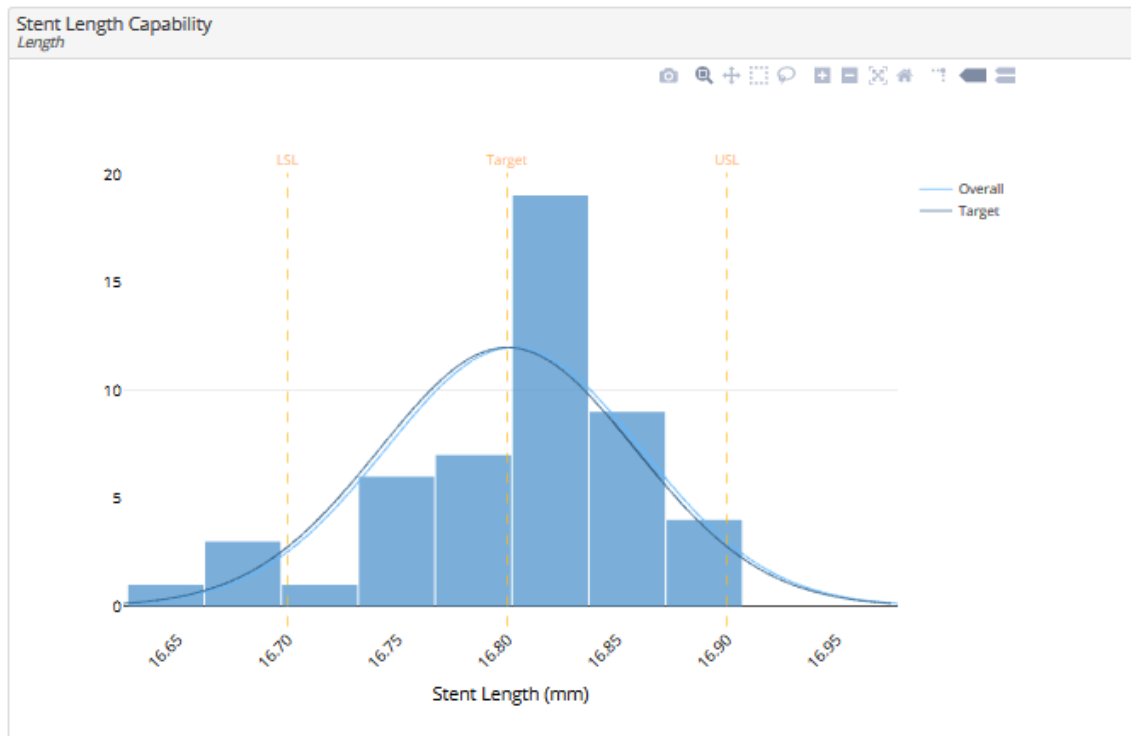 Stent Length Capability
Length
LSL
Target
USL
20
15
10
5
0
Overall
Target
16.65
16.70
16.75
16.80
16.85
16.90
16.95
Stent Length (mm)